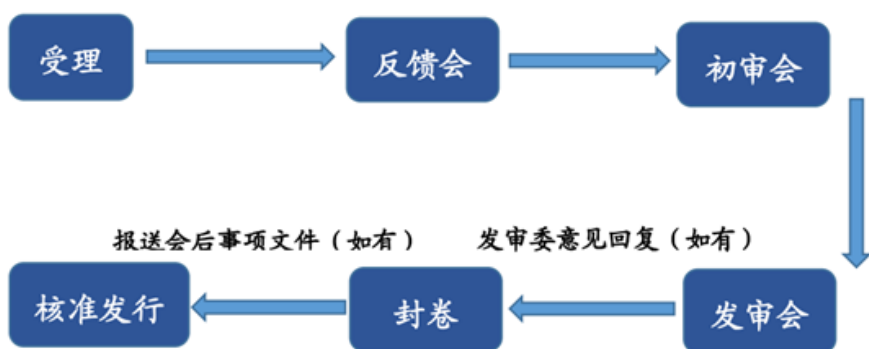 受理
反馈会
初审会
报送会后事项文件（如有）
发审委意见回复（如有）
核准发行
封卷
发审会